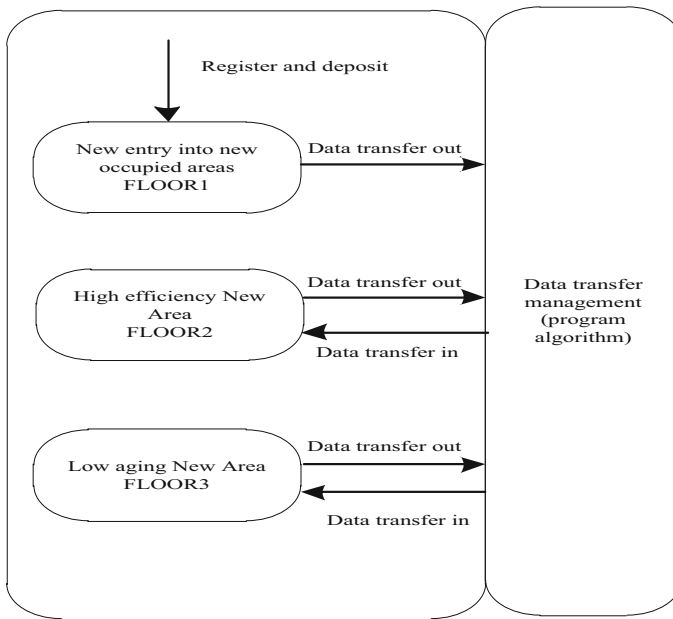 Register and deposit
New entry into new
occupied areas
FLOOR1
Data transfer out
High efficiency New
Area
FLOOR2
Data transfer out
Data transfer in
Data transfer
management
(program
algorithm)
Low aging New Area
FLOOR3
Data transfer out
Data transfer in